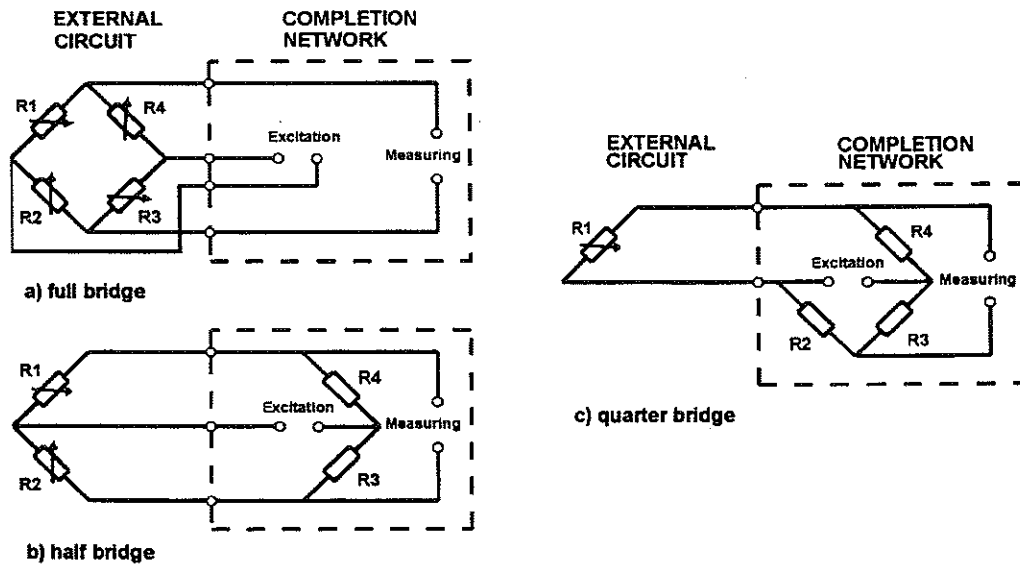 EXTERNAL
CIRCUIT
COMPLETION
NETWORK
R1
R4
Excitation
Measuring
R2
R3
a) full bridge
R1
R4
Excitation
Measuring
R2
R3
b) half bridge
EXTERNAL
CIRCUIT
COMPLETION
NETWORK
R1
R4
Excitation
Measuring
R2
R3
c) quarter bridge